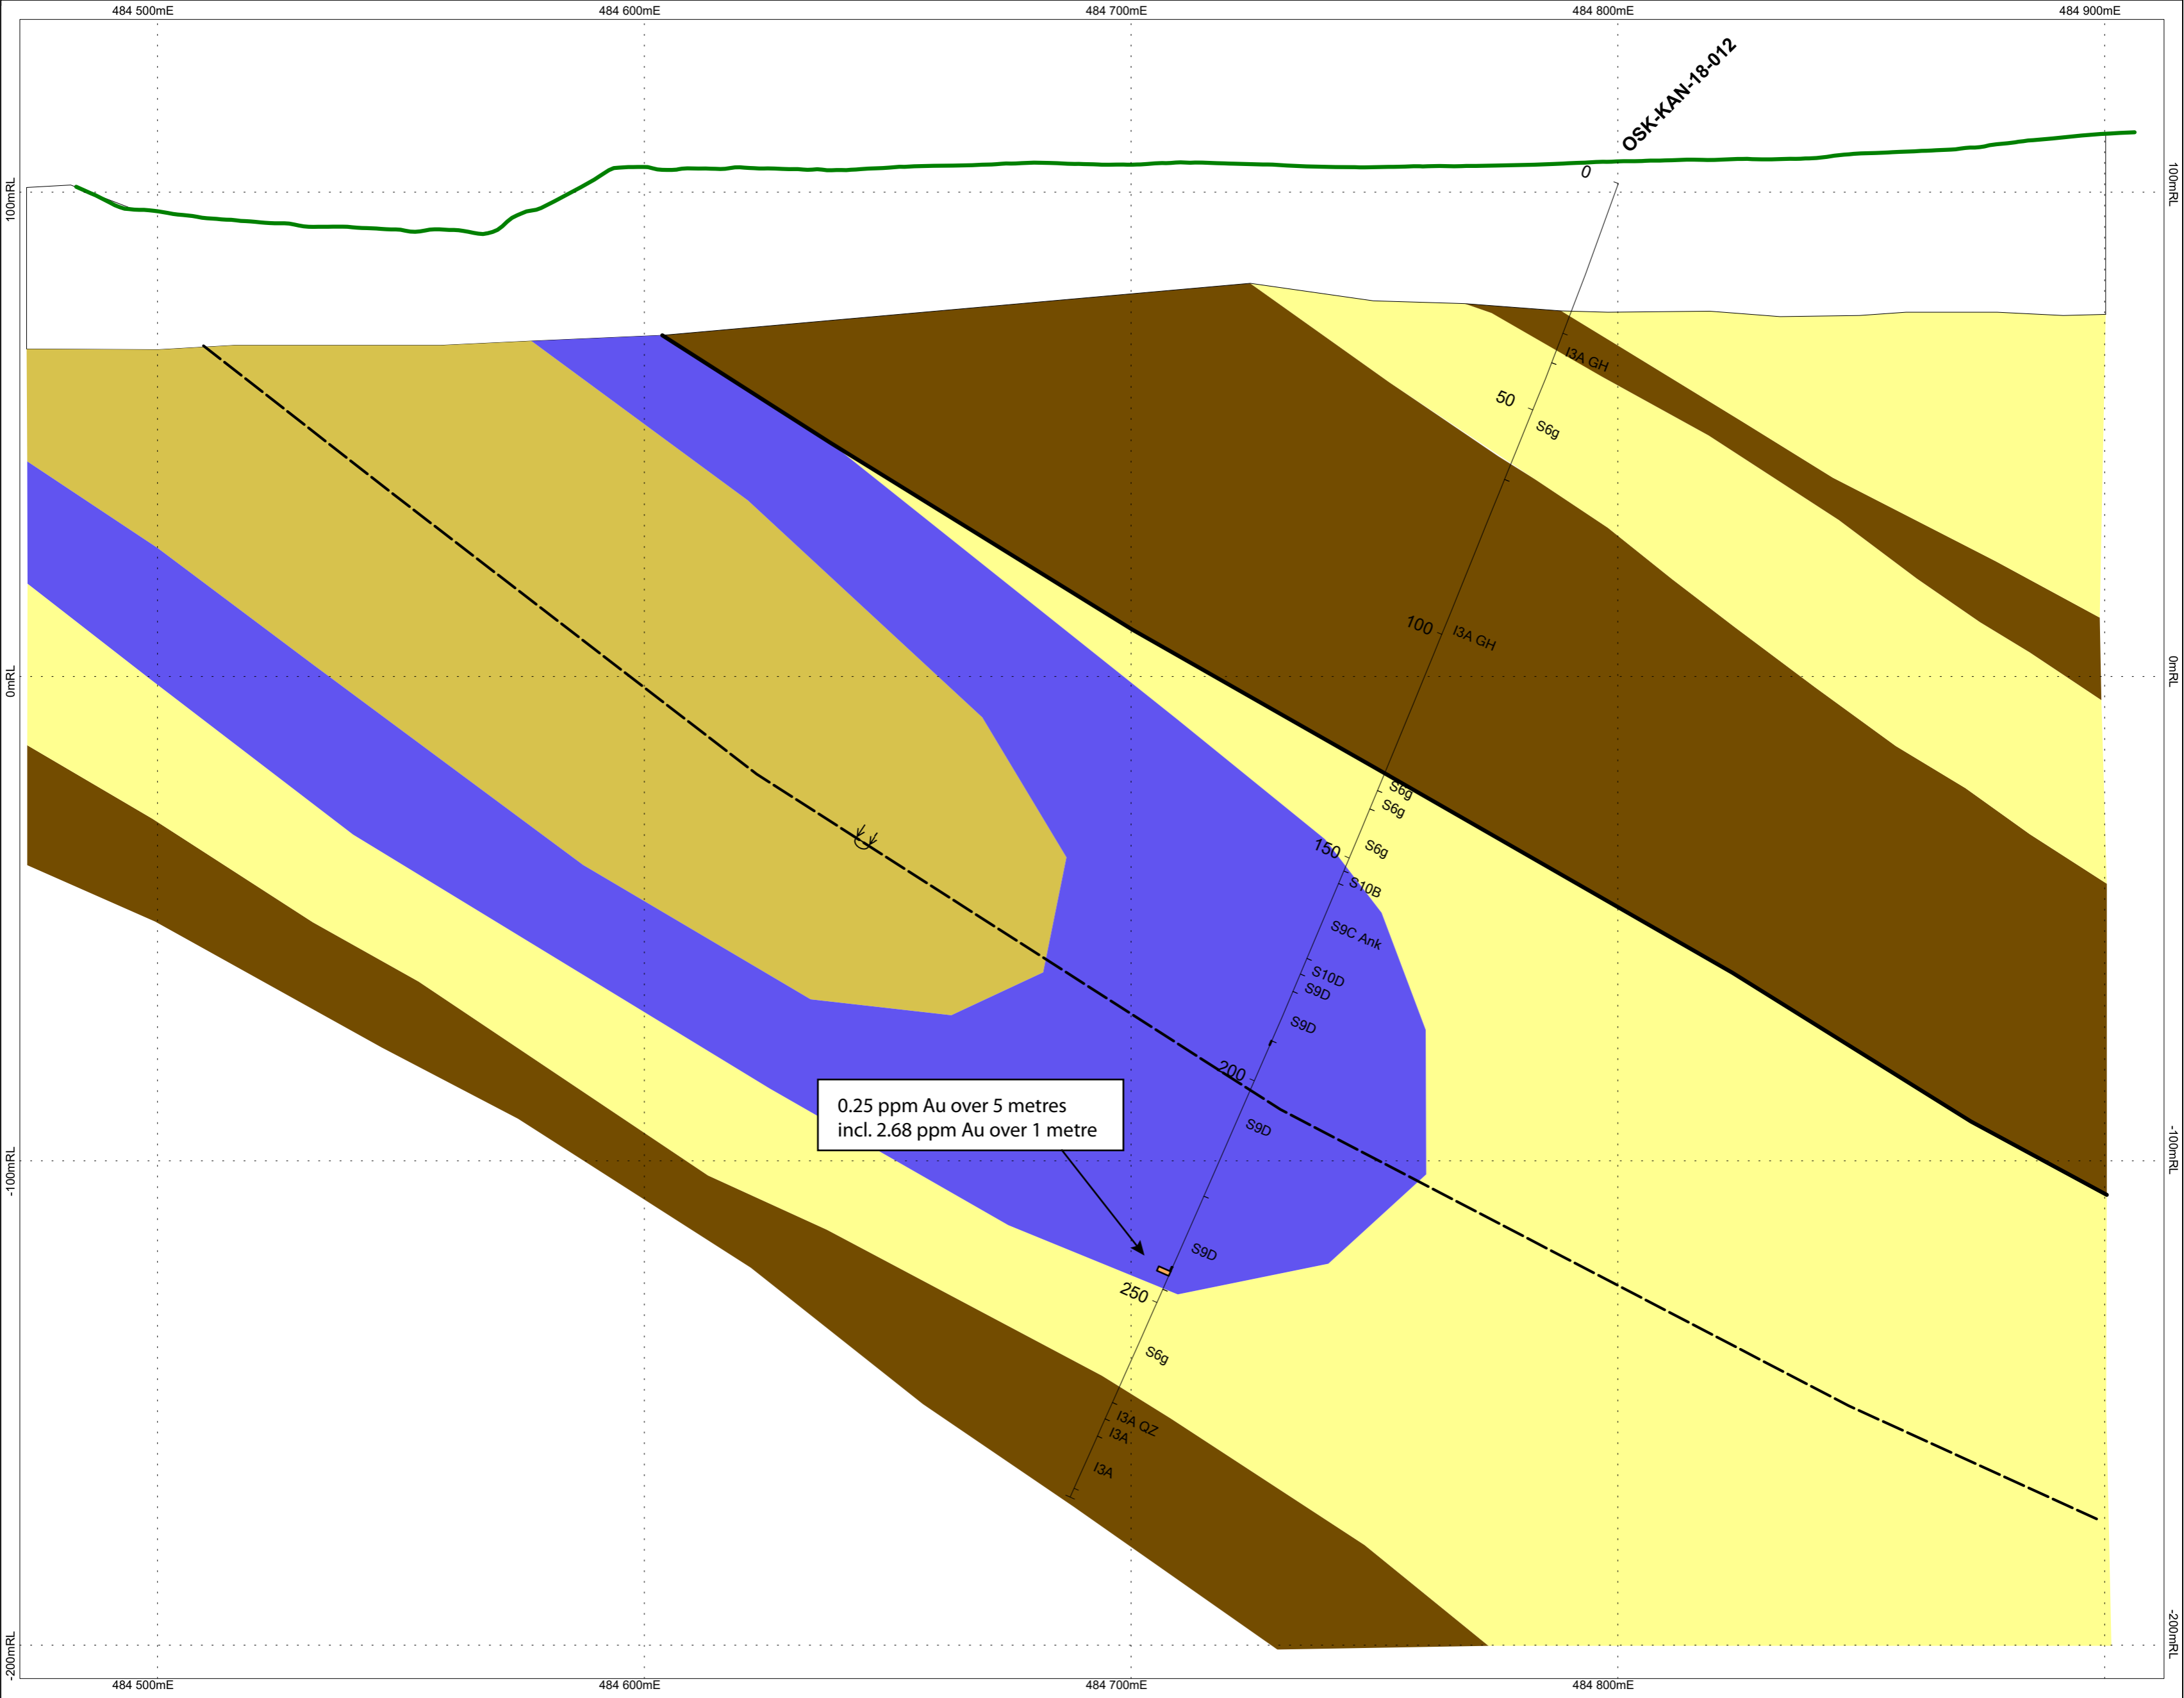 484 500mE
484 600mE
484 700mE
484 800mE
484 900mE
OSK-KAN-18-012
0
100mRL
100mRL
I3A GH
50
S6g
100
I3A GH
0mRL
0mRL
S6g
S6g
150
S6g
S10B
S9C Ank
S10D
S9D
S9D
200
0.25 ppm Au over 5 metres
incl. 2.68 ppm Au over 1 metre
S9D
-100mRL
-100mRL
S9D
250
S6g
I3A QZ
I3A
I3A
-200mRL
-200mRL
484 500mE
484 600mE
484 700mE
484 800mE